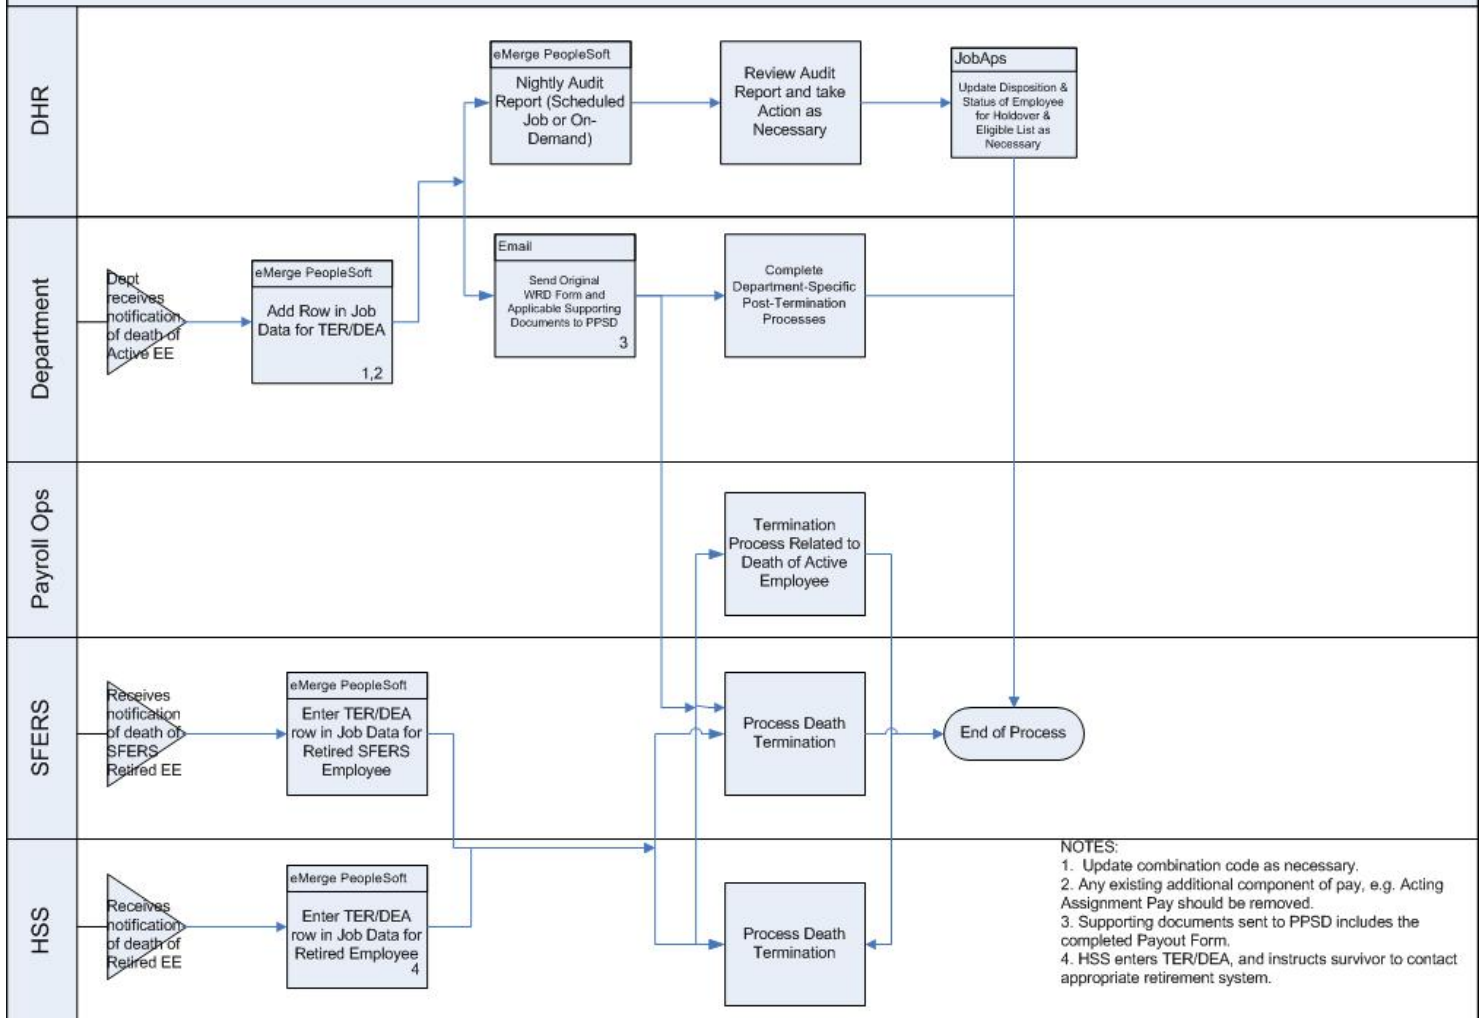 DHR
eMerge PeopleSoft
Nightly Audit
Report (Scheduled
Job or On-
Demand)
Review Audit
Report and take
Action as
Necessary
JobAps
Update Disposition &
Status of Employee
for Holdover &
Eligible List as
Necessary
Department
Dept
receives
notification
of death of
Active EE
eMerge PeopleSoft
Add Row in Job
Data for TER/DEA
1,2
Email
Send Original
WRD Form and
Applicable Supporting
Documents to PPSD
3
Complete
Department-Specific
Post-Termination
Processes
Payroll Ops
Termination
Process Related to
Death of Active
Employee
SFERS
Receives
notification
of death of
SFERS
Retired EE
eMerge PeopleSoft
Enter TER/DEA
row in Job Data for
Retired SFERS
Employee
Process Death
Termination
End of Process
HSS
Receives
notification
of death of
Retired EE
eMerge PeopleSoft
Enter TER/DEA
row in Job Data for
Retired Employee
4
Process Death
Termination
NOTES:
1. Update combination code as necessary.
2. Any existing additional component of pay, e.g. Acting
Assignment Pay should be removed.
3. Supporting documents sent to PPSD includes the
completed Payout Form.
4. HSS enters TER/DEA, and instructs survivor to contact
appropriate retirement system.